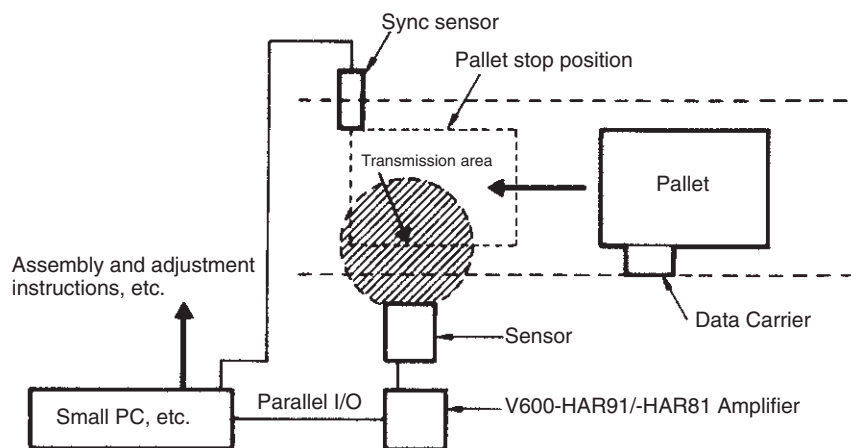 Sync sensor
Pallet stop position
Transmission area
Pallet
Assembly and adjustment
instructions, etc.
Data Carrier
Sensor
Small PC, etc.
Parallel I/O
V600-HAR91/-HAR81 Amplifier